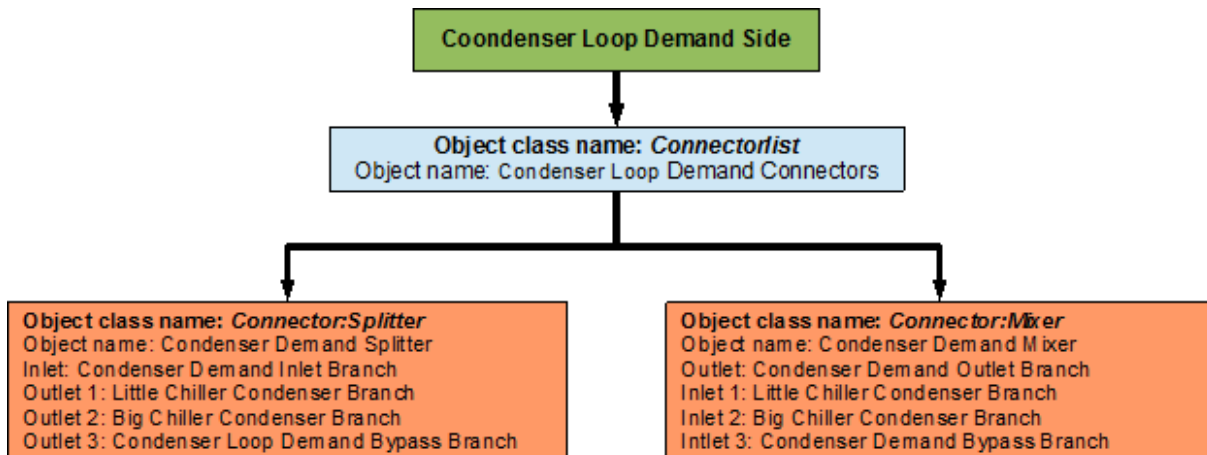 Coondenser Loop Demand Side
Object class name: Connectorlist
Object name: Condenser Loop Demand Connectors
Object class name: Connector:Splitter
Object name: Condenser Demand Splitter
Inlet: Condenser Demand Inlet Branch
Outlet 1: Little Chiller Condenser Branch
Outlet 2: Big Chiller Condenser Branch
Outlet 3: Condenser Loop Demand Bypass Branch
Object class name: Connector:Mixer
Object name: Condenser Demand Mixer
Outlet: Condenser Demand Outlet Branch
Inlet 1: Little Chiller Condenser Branch
Inlet 2: Big Chiller Condenser Branch
Intlet 3: Condenser Demand Bypass Branch